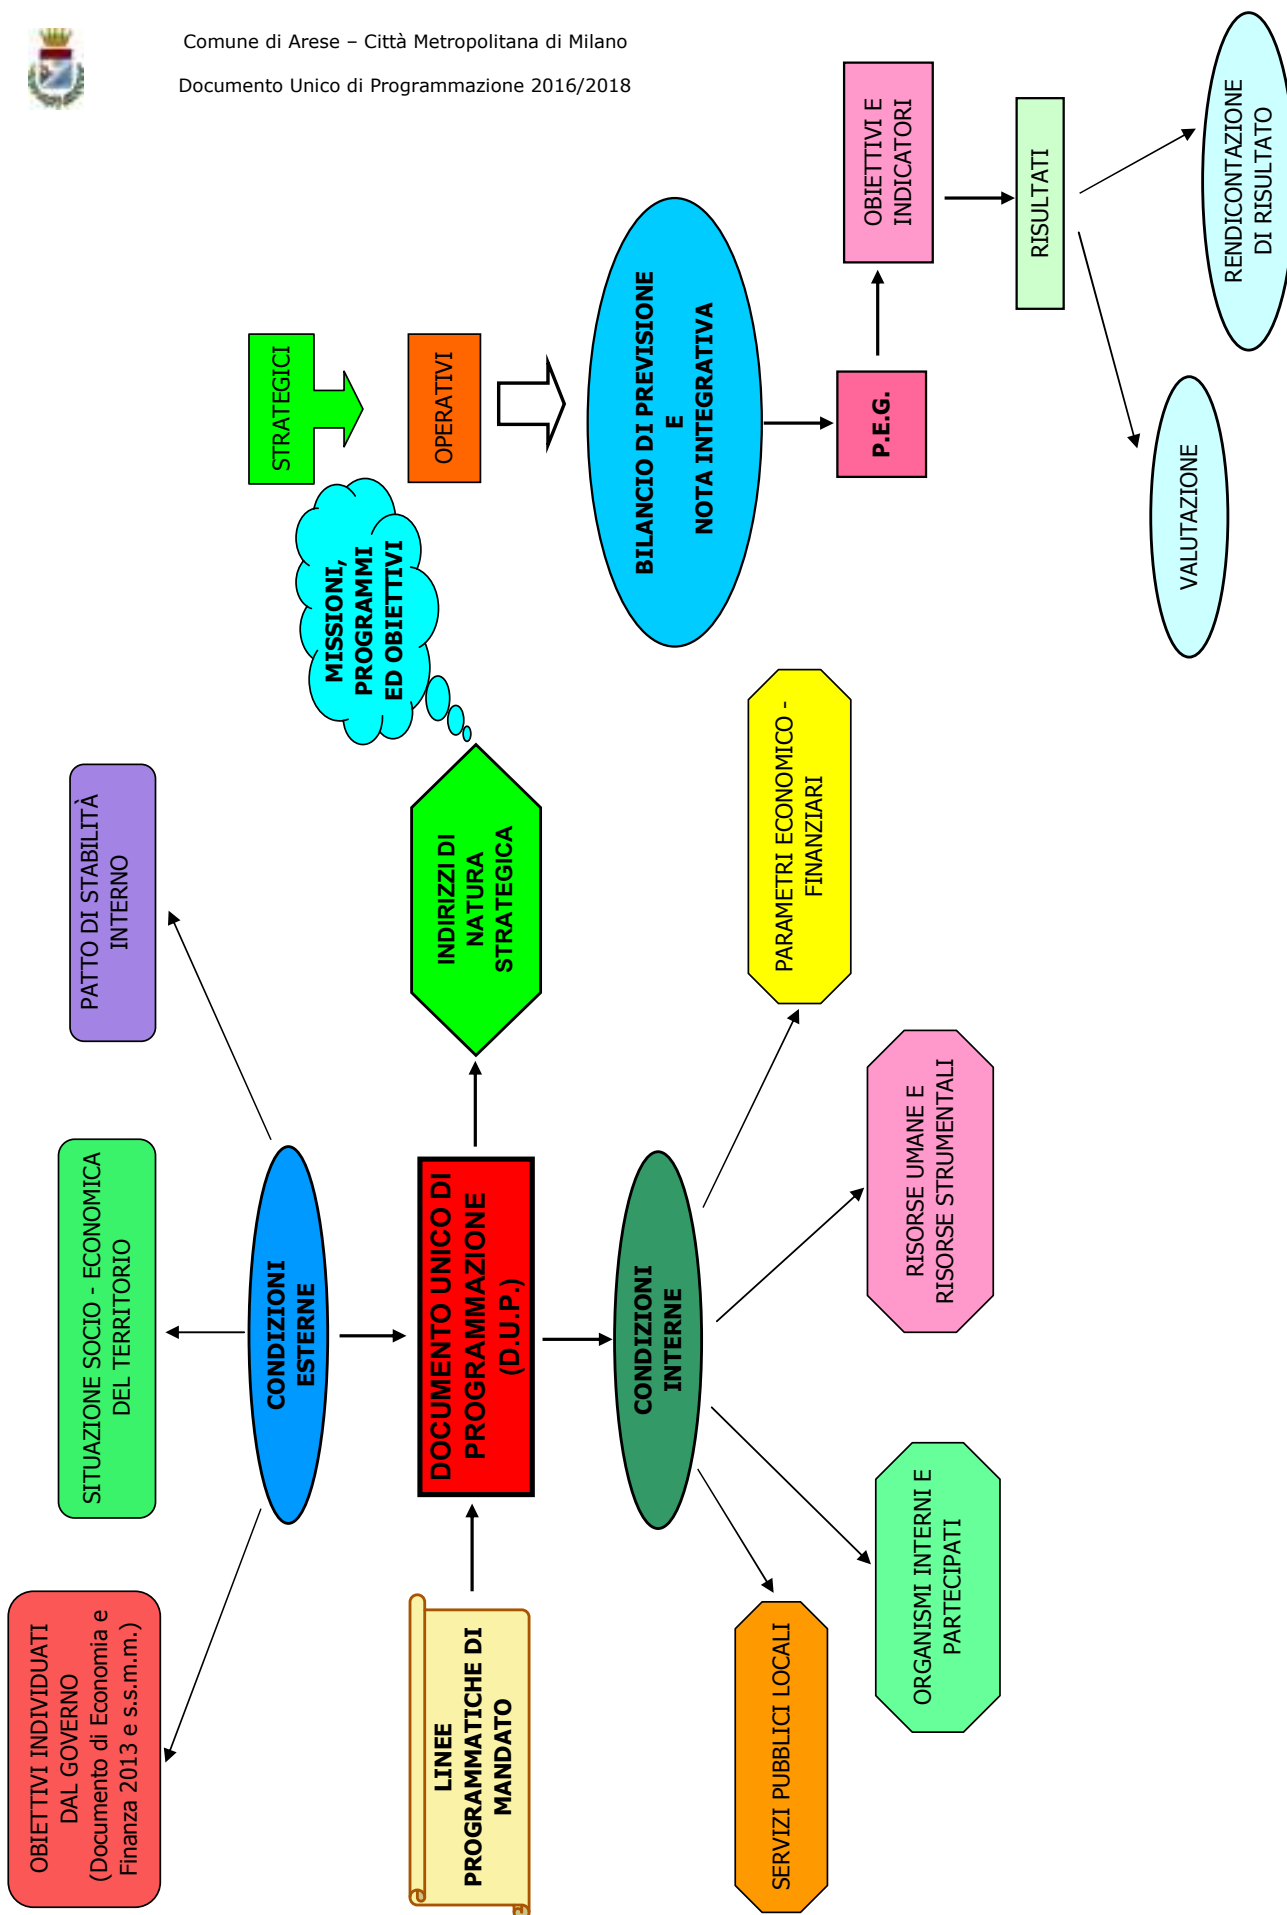 Comune di Arese – Città Metropolitana di Milano
Documento Unico di Programmazione 2016/2018
OBIETTIVI INDIVIDUATI
DAL GOVERNO
(Documento di Economia e
Finanza 2013 e s.s.m.m.)
SITUAZIONE SOCIO - ECONOMICA
DEL TERRITORIO
PATTO DI STABILITÀ
INTERNO
CONDIZIONI
ESTERNE
LINEE
PROGRAMMATICHE DI
MANDATO
DOCUMENTO UNICO DI
PROGRAMMAZIONE
(D.U.P.)
INDIRIZZI DI
NATURA
STRATEGICA
MISSIONI,
PROGRAMMI
ED OBIETTIVI
STRATEGICI
OPERATIVI
CONDIZIONI
INTERNE
SERVIZI PUBBLICI LOCALI
ORGANISMI INTERNI E
PARTECIPATI
RISORSE UMANE E
RISORSE STRUMENTALI
PARAMETRI ECONOMICO -
FINANZIARI
BILANCIO DI PREVISIONE
E
NOTA INTEGRATIVA
P.E.G.
OBIETTIVI E
INDICATORI
RISULTATI
VALUTAZIONE
RENDICONTAZIONE
DI RISULTATO